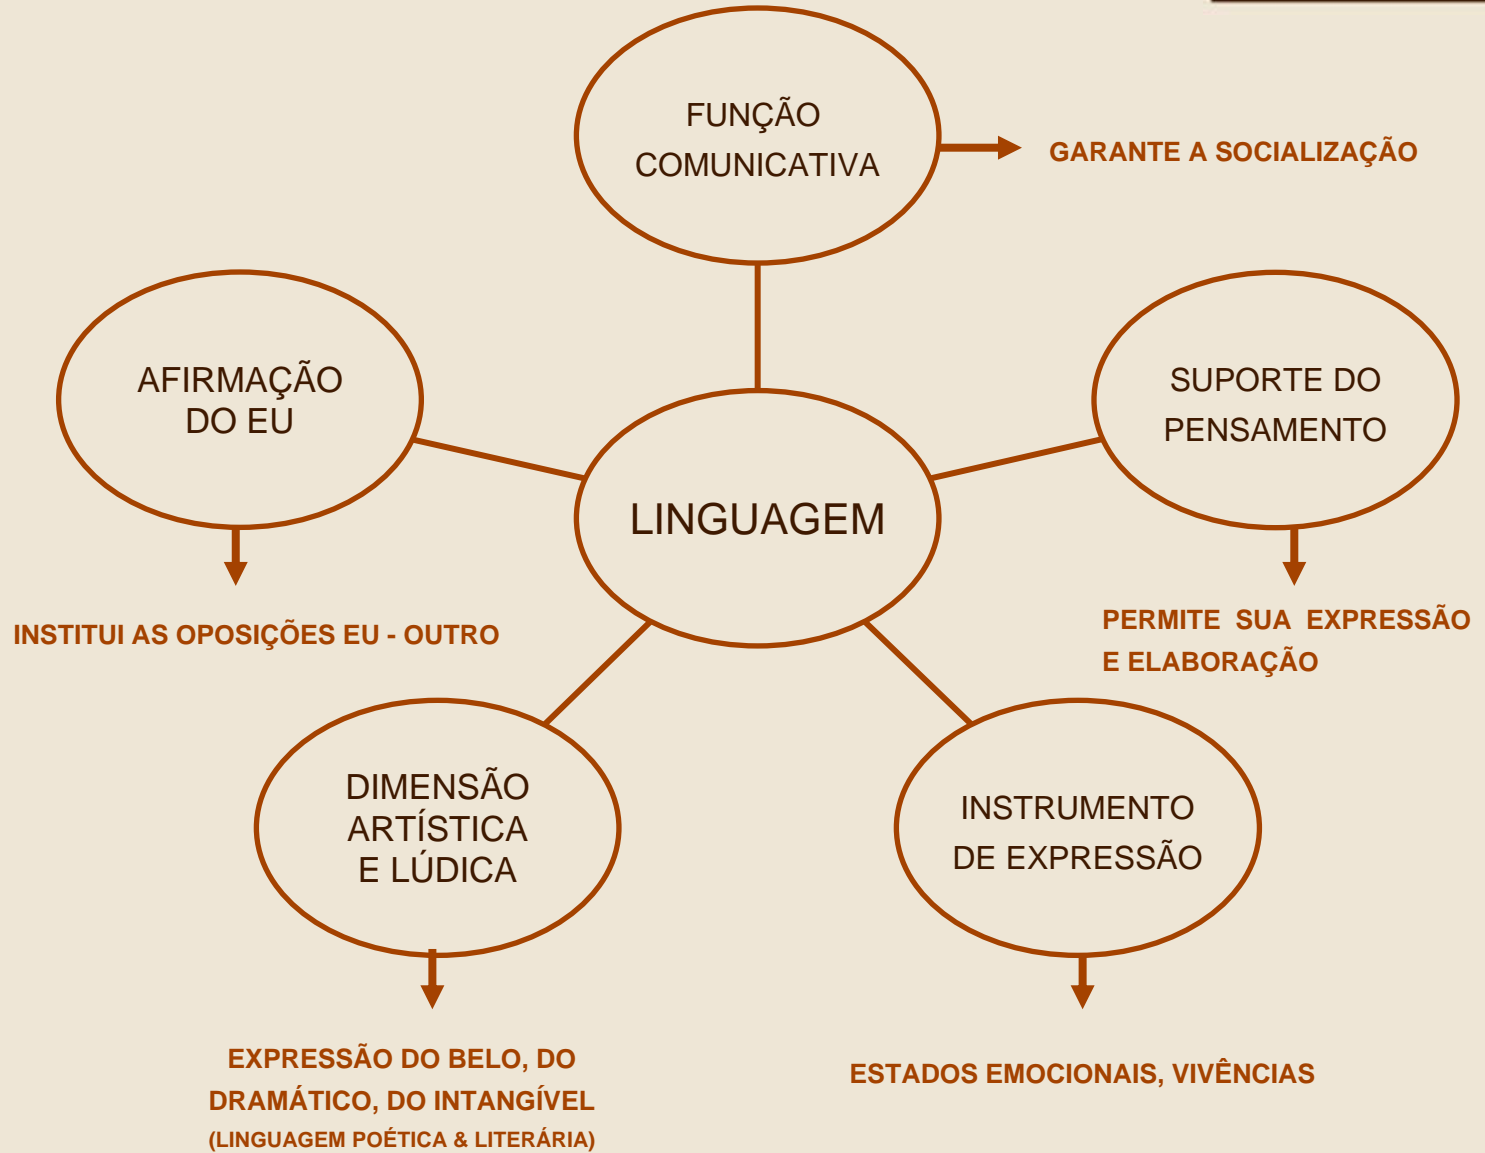 FUNÇÃO
COMUNICATIVA
GARANTE A SOCIALIZAÇÃO
AFIRMAÇÃO
DO EU
SUPORTE DO
PENSAMENTO
LINGUAGEM
INSTITUI AS OPOSIÇÕES EU - OUTRO
PERMITE SUA EXPRESSÃO
E ELABORAÇÃO
DIMENSÃO
ARTÍSTICA
E LÚDICA
INSTRUMENTO
DE EXPRESSÃO
EXPRESSÃO DO BELO, DO
DRAMÁTICO, DO INTANGÍVEL
(LINGUAGEM POÉTICA & LITERÁRIA)
ESTADOS EMOCIONAIS, VIVÊNCIAS